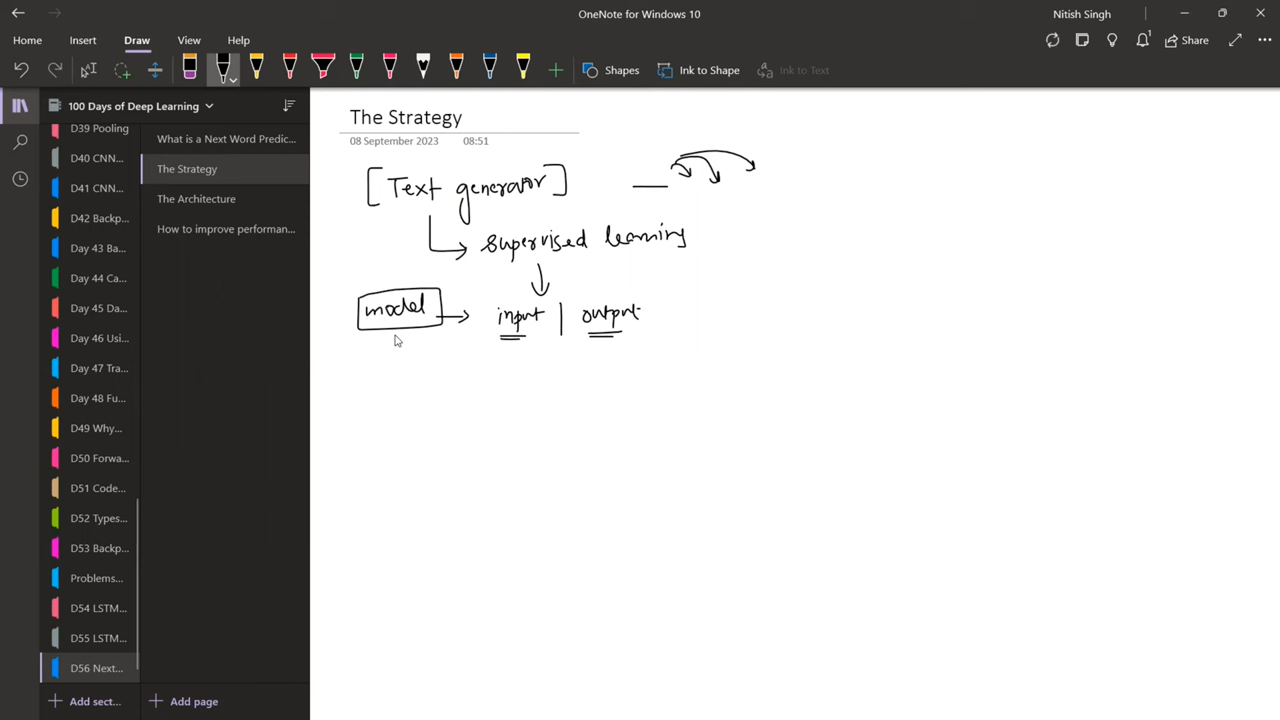 OneNote for Windows 10
Nitish Singh
Home Insert Draw View Help
Share
Shapes Ink to Shape Ink to Text
100 Days of Deep Learning
D39 Pooling
D40 CNN...
D41 CNN...
D42 Backp...
Day 43 Ba...
Day 44 Ca...
Day 45 Da...
Day 46 Usi...
Day 47 Tra...
Day 48 Fu...
D49 Why...
D50 Forwa...
D51 Code...
D52 Types...
D53 Backp...
Problems...
D54 LSTM...
D55 LSTM...
D56 Next...
Add sect...
What is a Next Word Predic...
The Strategy
The Architecture
How to improve performan...
Add page
The Strategy
08 September 2023 08:51
[Text generator]
supervised learning
model → input | output